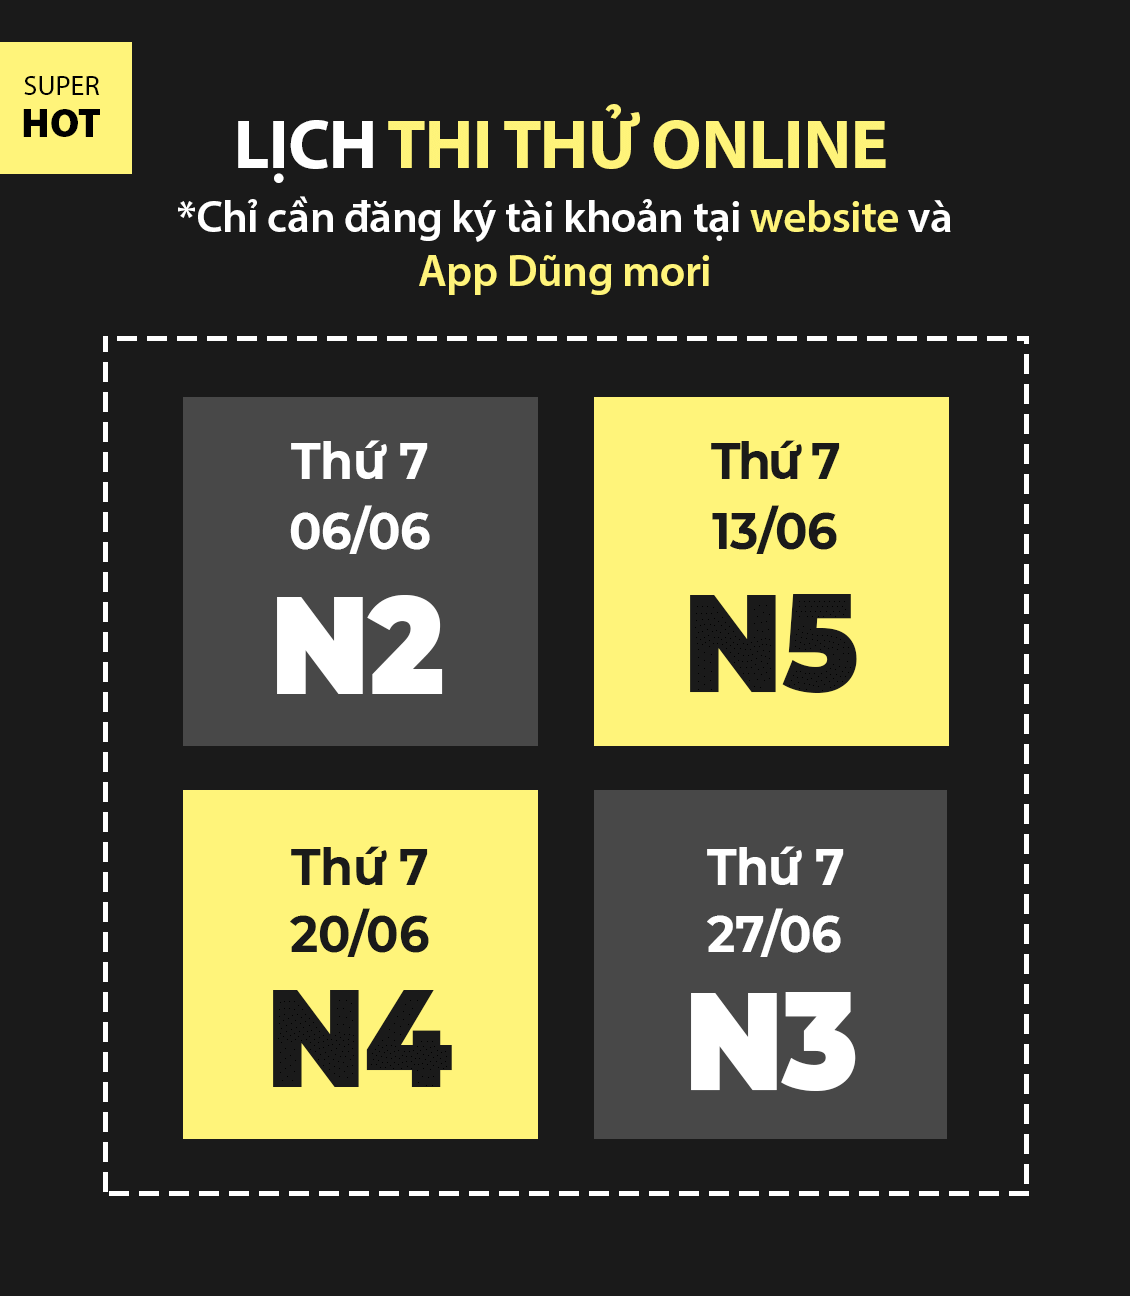 SUPER
HOT
LỊCH THI THỬ ONLINE
*Chỉ cần đăng ký tài khoản tại website và
App Dũng mori
Thứ 7
06/06
N2
Thứ 7
13/06
N5
Thứ 7
20/06
N4
Thứ 7
27/06
N3